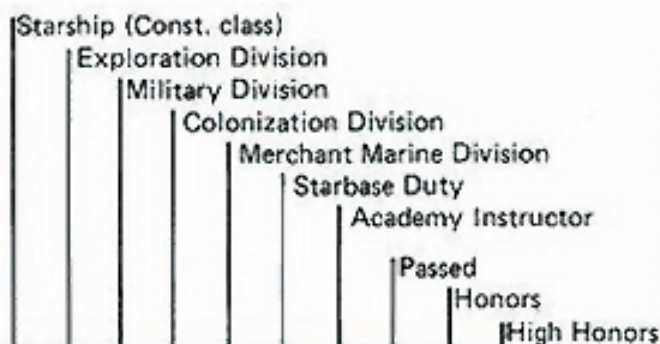 Starship (Const. class)
Exploration Division
Military Division
Colonization Division
Merchant Marine Division
Starbase Duty
Academy Instructor
Passed
Honors
High Honors